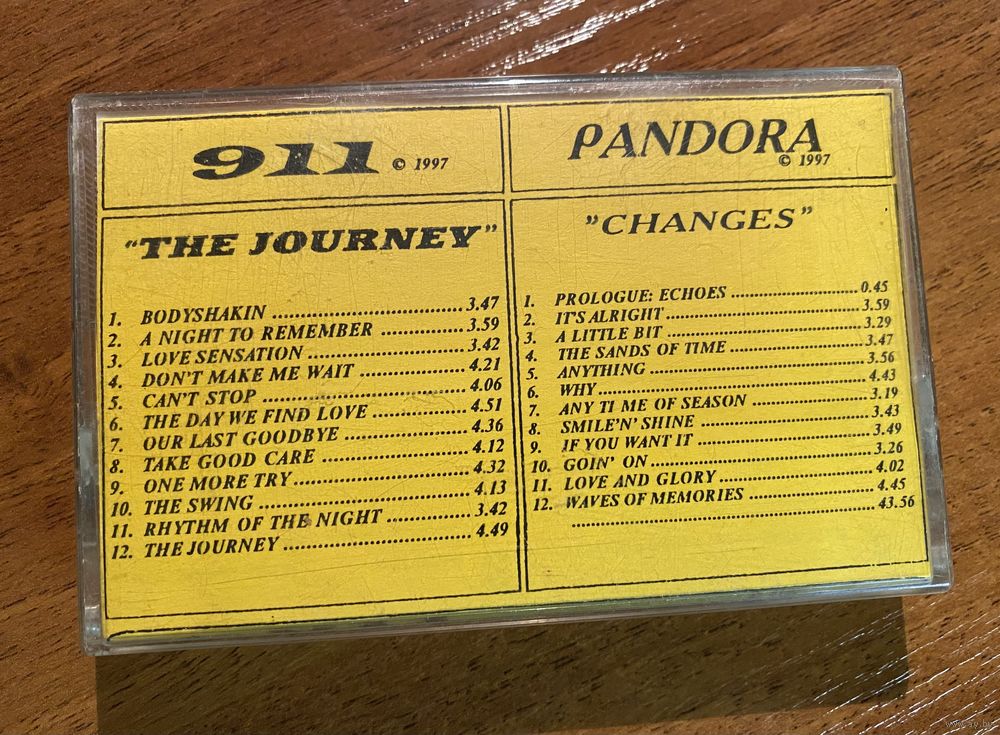 911 © 1997
"THE JOURNEY"
1. BODYSHAKIN ........ 3.47
2. A NIGHT TO REMEMBER ........ 3.59
3. LOVE SENSATION ........ 3.42
4. DON'T MAKE ME WAIT ........ 4.21
5. CAN'T STOP ........ 4.06
6. THE DAY WE FIND LOVE ........ 4.51
7. OUR LAST GOODBYE ........ 4.36
8. TAKE GOOD CARE ........ 4.12
9. ONE MORE TRY ........ 4.32
10. THE SWING ........ 4.13
11. RHYTHM OF THE NIGHT ........ 3.42
12. THE JOURNEY ........ 4.49
PANDORA
© 1997
"CHANGES"
1. PROLOGUE: ECHOES ........ 0.45
2. IT'S ALRIGHT ........ 3.59
3. A LITTLE BIT ........ 3.29
4. THE SANDS OF TIME ........ 3.47
5. ANYTHING ........ 3.56
6. WHY ........ 4.43
7. ANY TI ME OF SEASON ........ 3.19
8. SMILE'N' SHINE ........ 3.43
9. IF YOU WANT IT ........ 3.49
10. GOIN' ON ........ 3.26
11. LOVE AND GLORY ........ 4.02
12. WAVES OF MEMORIES ........ 4.45
........ 43.56